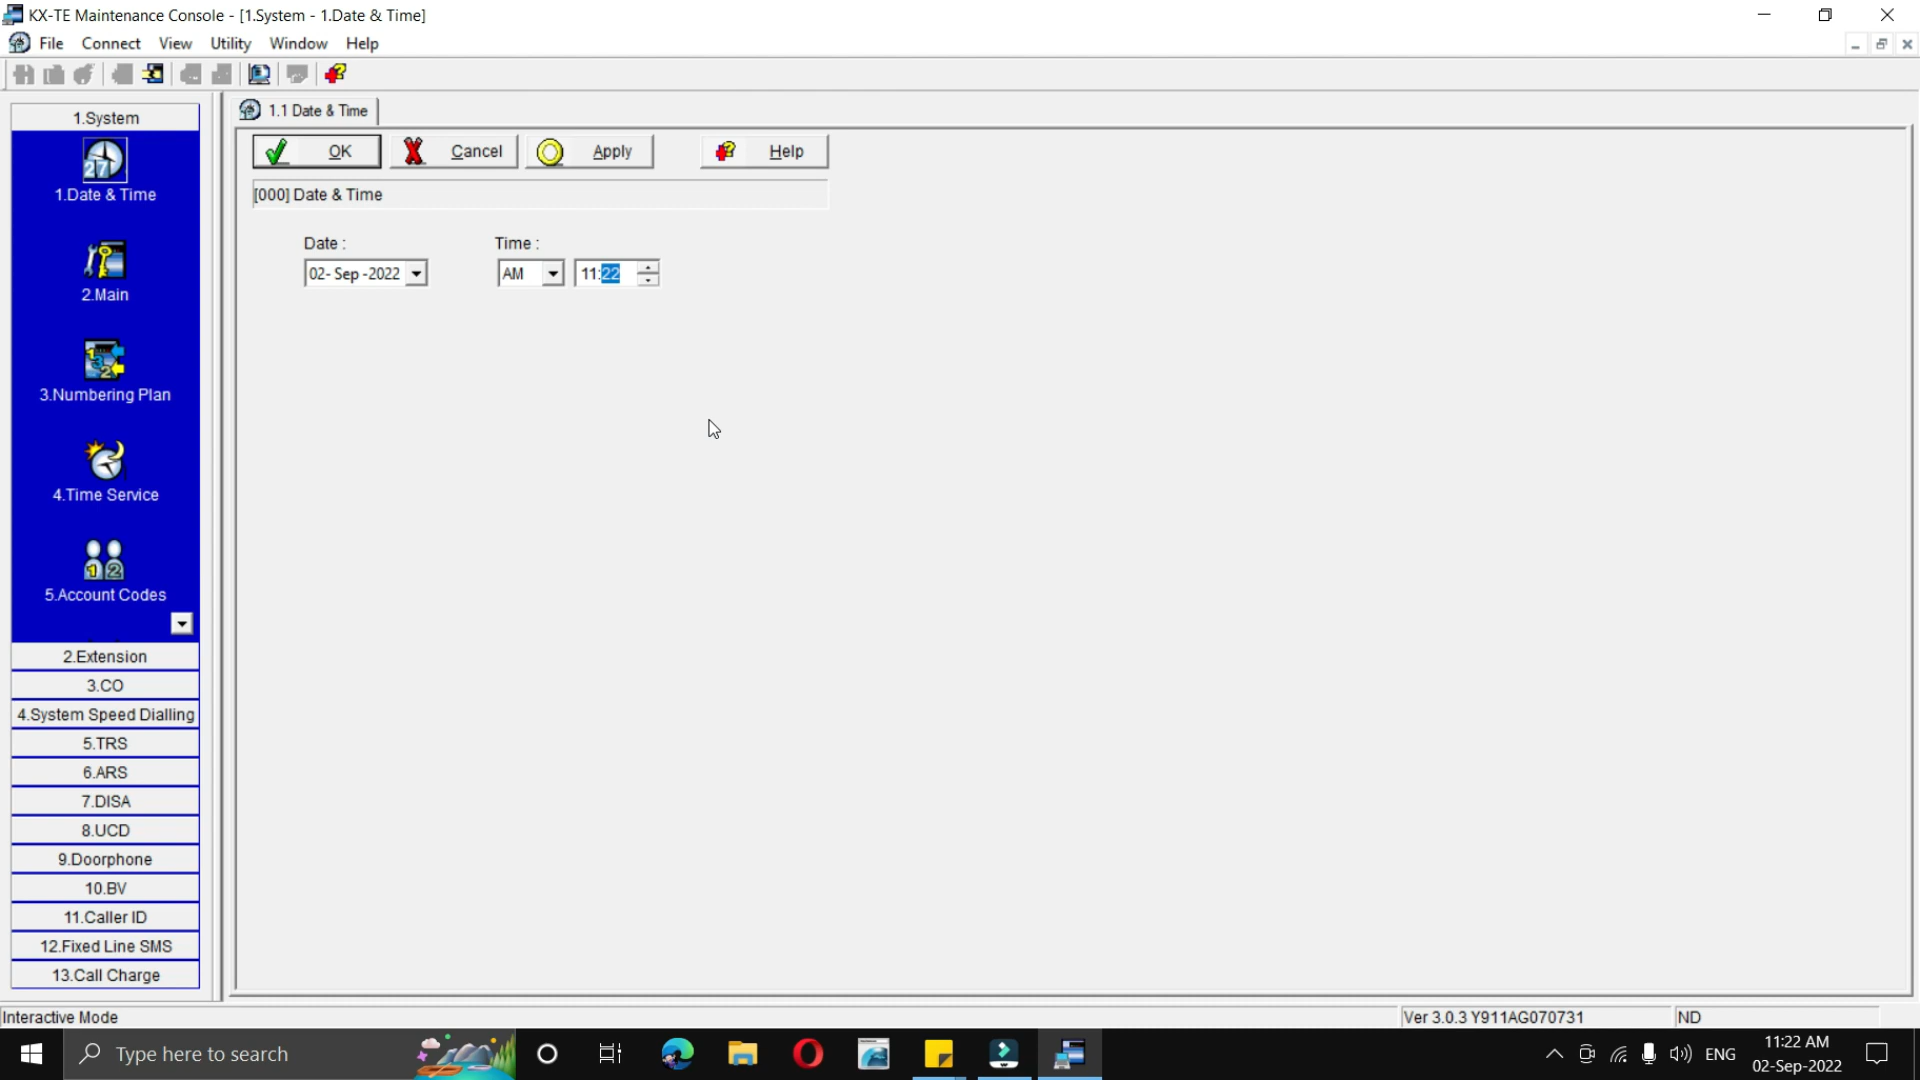 KX-TE Maintenance Console - [1.System - 1.Date & Time]
File Connect View Utility Window Help
1.System
27
1.Date & Time
2.Main
3.Numbering Plan
4.Time Service
1 2
5.Account Codes
2.Extension
3.CO
4.System Speed Dialling
5.TRS
6.ARS
7.DISA
8.UCD
9.Doorphone
10.BV
11.Caller ID
12.Fixed Line SMS
13.Call Charge
1.1 Date & Time
OK Cancel Apply Help
[000] Date & Time
Date : Time :
02- Sep -2022 AM 11:22
Interactive Mode Ver 3.0.3 Y911AG070731 ND
Type here to search ENG 11:22 AM
02-Sep-2022